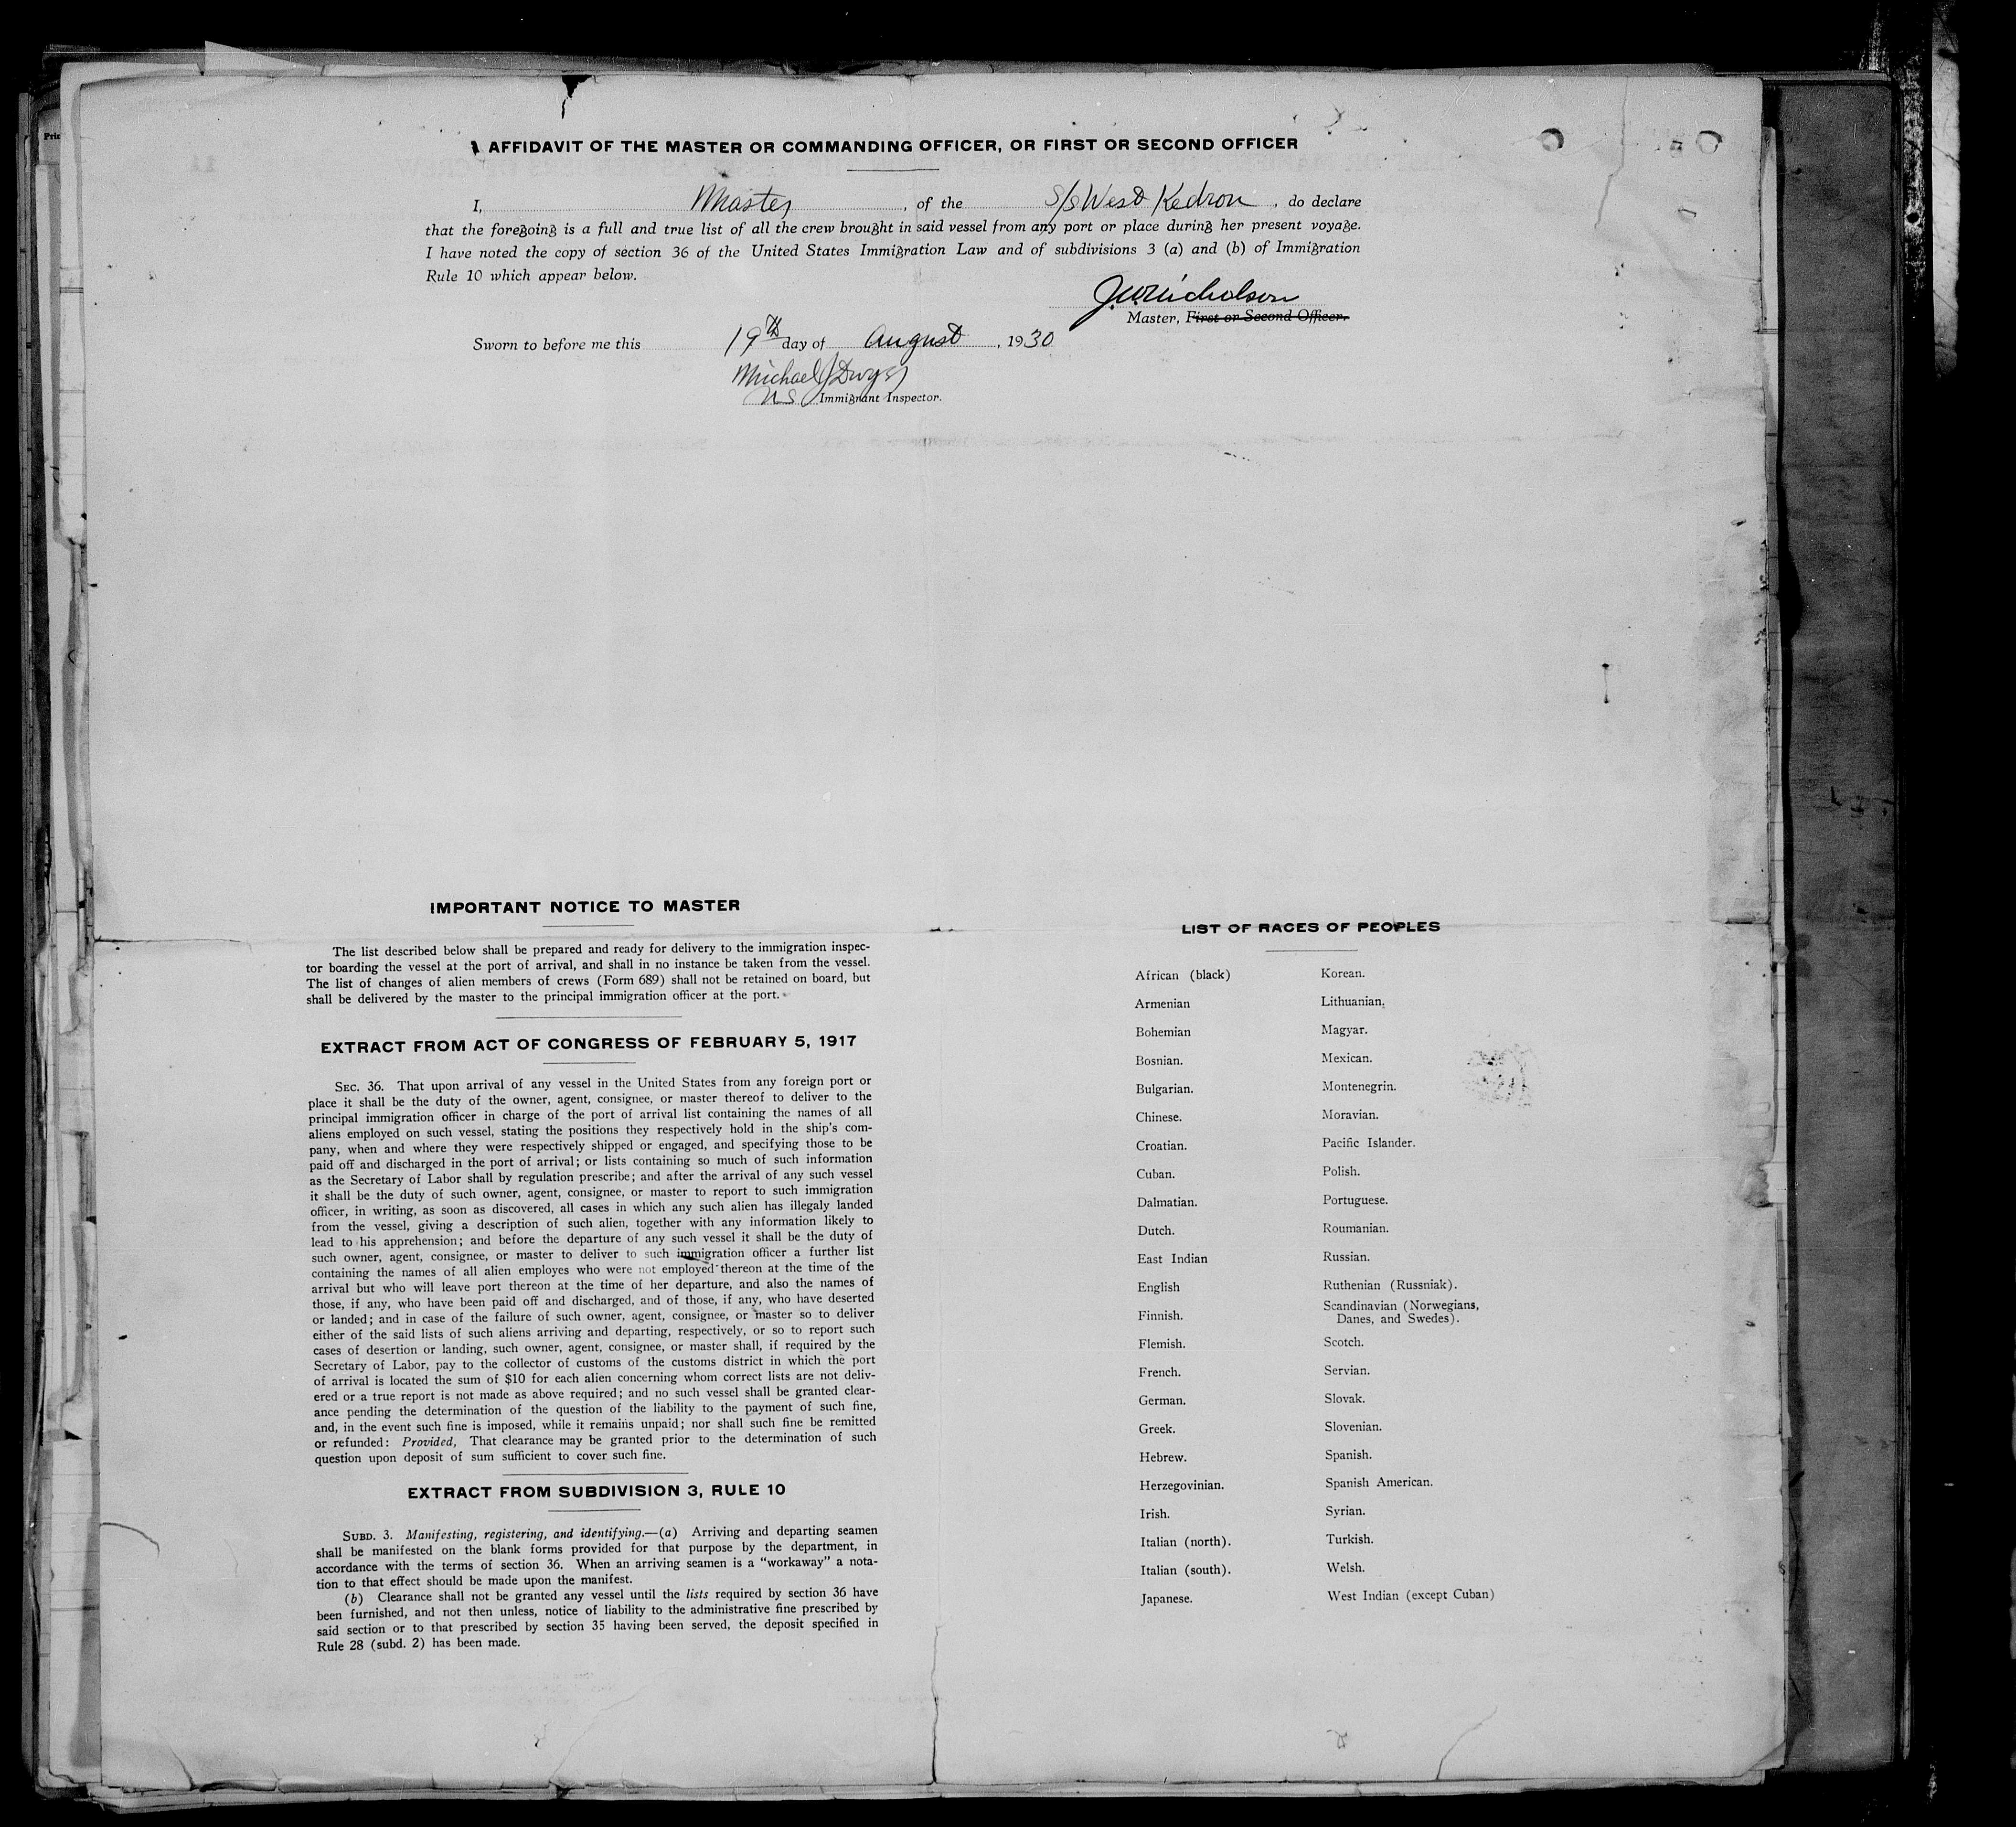 Prin
AFFIDAVIT OF THE MASTER OR COMMANDING OFFICER, OR FIRST OR SECOND OFFICER
I, Master, of the S/S West Kedron, do declare
that the foregoing is a full and true list of all the crew brought in said vessel from any port or place during her present voyage.
I have noted the copy of section 36 of the United States Immigration Law and of subdivisions 3 (a) and (b) of Immigration
Rule 10 which appear below.
J.W. Nicholson
Master, First or Second Officer.
Sworn to before me this 19th day of August, 1930
Michael J
US Immigrant Inspector.
IMPORTANT NOTICE TO MASTER
The list described below shall be prepared and ready for delivery to the immigration inspec-
tor boarding the vessel at the port of arrival, and shall in no instance be taken from the vessel.
The list of changes of alien members of crews (Form 689) shall not be retained on board, but
shall be delivered by the master to the principal immigration officer at the port.
EXTRACT FROM ACT OF CONGRESS OF FEBRUARY 5, 1917
SEC. 36. That upon arrival of any vessel in the United States from any foreign port or
place it shall be the duty of the owner, agent, consignee, or master thereof to deliver to the
principal immigration officer in charge of the port of arrival list containing the names of all
aliens employed on such vessel, stating the positions they respectively hold in the ship's com-
pany, when and where they were respectively shipped or engaged, and specifying those to be
paid off and discharged in the port of arrival; or lists containing so much of such information
as the Secretary of Labor shall by regulation prescribe; and after the arrival of any such vessel
it shall be the duty of such owner, agent, consignee, or master to report to such immigration
officer, in writing, as soon as discovered, all cases in which any such alien has illegaly landed
from the vessel, giving a description of such alien, together with any information likely to
lead to his apprehension; and before the departure of any such vessel it shall be the duty of
such owner, agent, consignee, or master to deliver to such immigration officer a further list
containing the names of all alien employes who were not employed thereon at the time of the
arrival but who will leave port thereon at the time of her departure, and also the names of
those, if any, who have been paid off and discharged, and of those, if any, who have deserted
or landed; and in case of the failure of such owner, agent, consignee, or master so to deliver
either of the said lists of such aliens arriving and departing, respectively, or so to report such
cases of desertion or landing, such owner, agent, consignee, or master shall, if required by the
Secretary of Labor, pay to the collector of customs of the customs district in which the port
of arrival is located the sum of $10 for each alien concerning whom correct lists are not deliv-
ered or a true report is not made as above required; and no such vessel shall be granted clear-
ance pending the determination of the question of the liability to the payment of such fine,
and, in the event such fine is imposed, while it remains unpaid; nor shall such fine be remitted
or refunded: Provided, That clearance may be granted prior to the determination of such
question upon deposit of sum sufficient to cover such fine.
EXTRACT FROM SUBDIVISION 3, RULE 10
SUBD. 3. Manifesting, registering, and identifying.—(a) Arriving and departing seamen
shall be manifested on the blank forms provided for that purpose by the department, in
accordance with the terms of section 36. When an arriving seamen is a "workaway" a nota-
tion to that effect should be made upon the manifest.
(b) Clearance shall not be granted any vessel until the lists required by section 36 have
been furnished, and not then unless, notice of liability to the administrative fine prescribed by
said section or to that prescribed by section 35 having been served, the deposit specified in
Rule 28 (subd. 2) has been made.
LIST OF RACES OF PEOPLES
African (black)
Armenian
Bohemian
Bosnian.
Bulgarian.
Chinese.
Croatian.
Cuban.
Dalmatian.
Dutch.
East Indian
English
Finnish.
Flemish.
French.
German.
Greek.
Hebrew.
Herzegovinian.
Irish.
Italian (north).
Italian (south).
Japanese.
Korean.
Lithuanian.
Magyar.
Mexican.
Montenegrin.
Moravian.
Pacific Islander.
Polish.
Portuguese.
Roumanian.
Russian.
Ruthenian (Russniak).
Scandinavian (Norwegians,
Danes, and Swedes).
Scotch.
Servian.
Slovak.
Slovenian.
Spanish.
Spanish American.
Syrian.
Turkish.
Welsh.
West Indian (except Cuban)